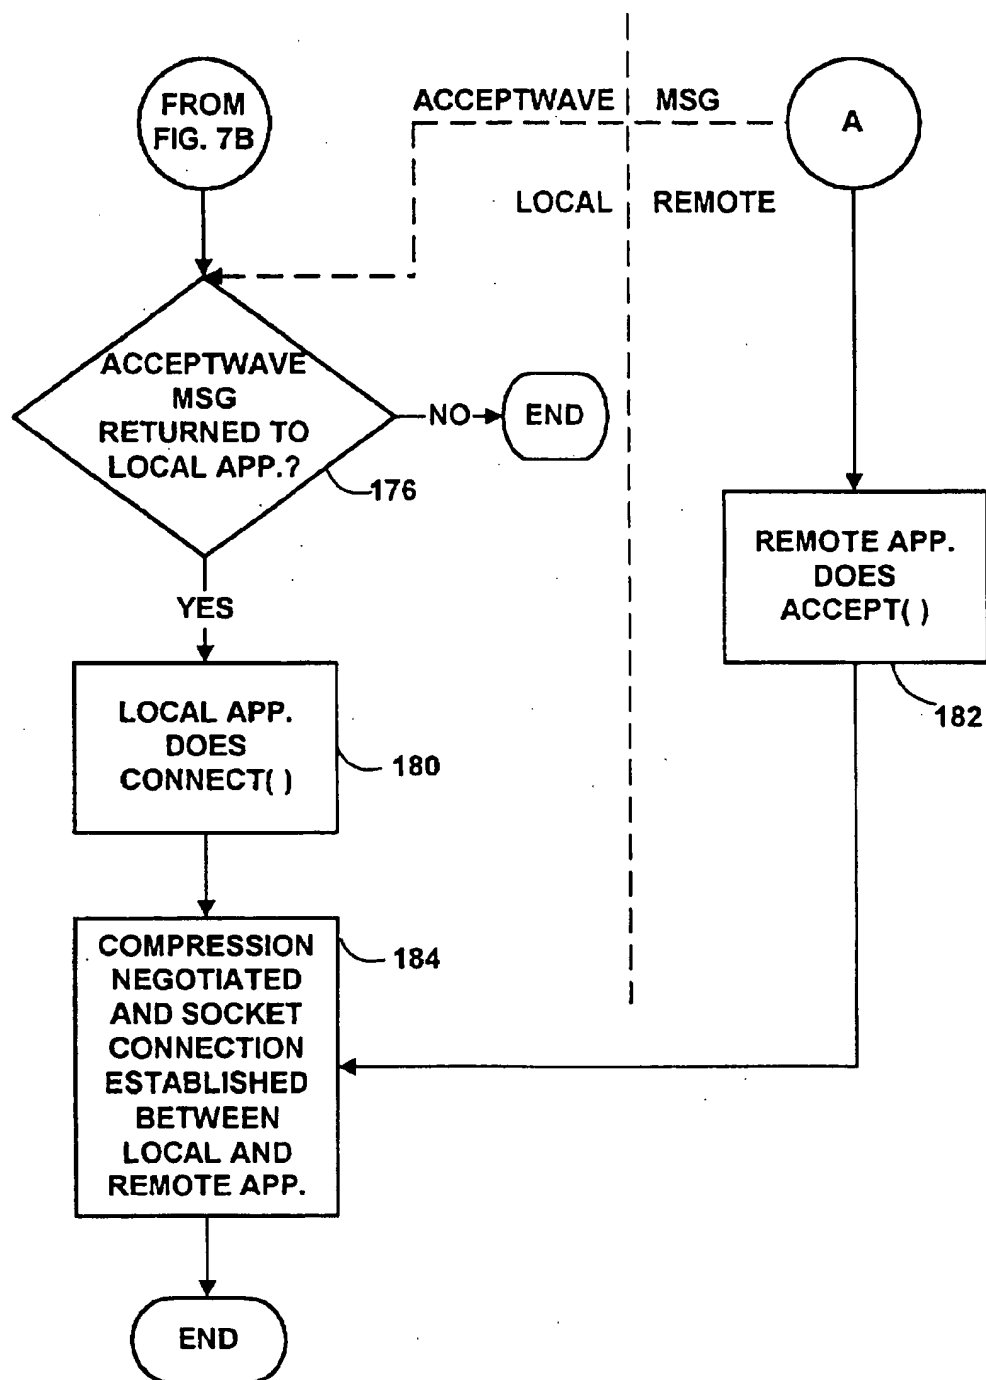 FROM
FIG. 7B
ACCEPTWAVE MSG
A
LOCAL REMOTE
ACCEPTWAVE
MSG
RETURNED TO
LOCAL APP.?
NO
END
176
YES
REMOTE APP.
DOES
ACCEPT( )
182
LOCAL APP.
DOES
CONNECT( )
180
COMPRESSION
NEGOTIATED
AND SOCKET
CONNECTION
ESTABLISHED
BETWEEN
LOCAL AND
REMOTE APP.
184
END